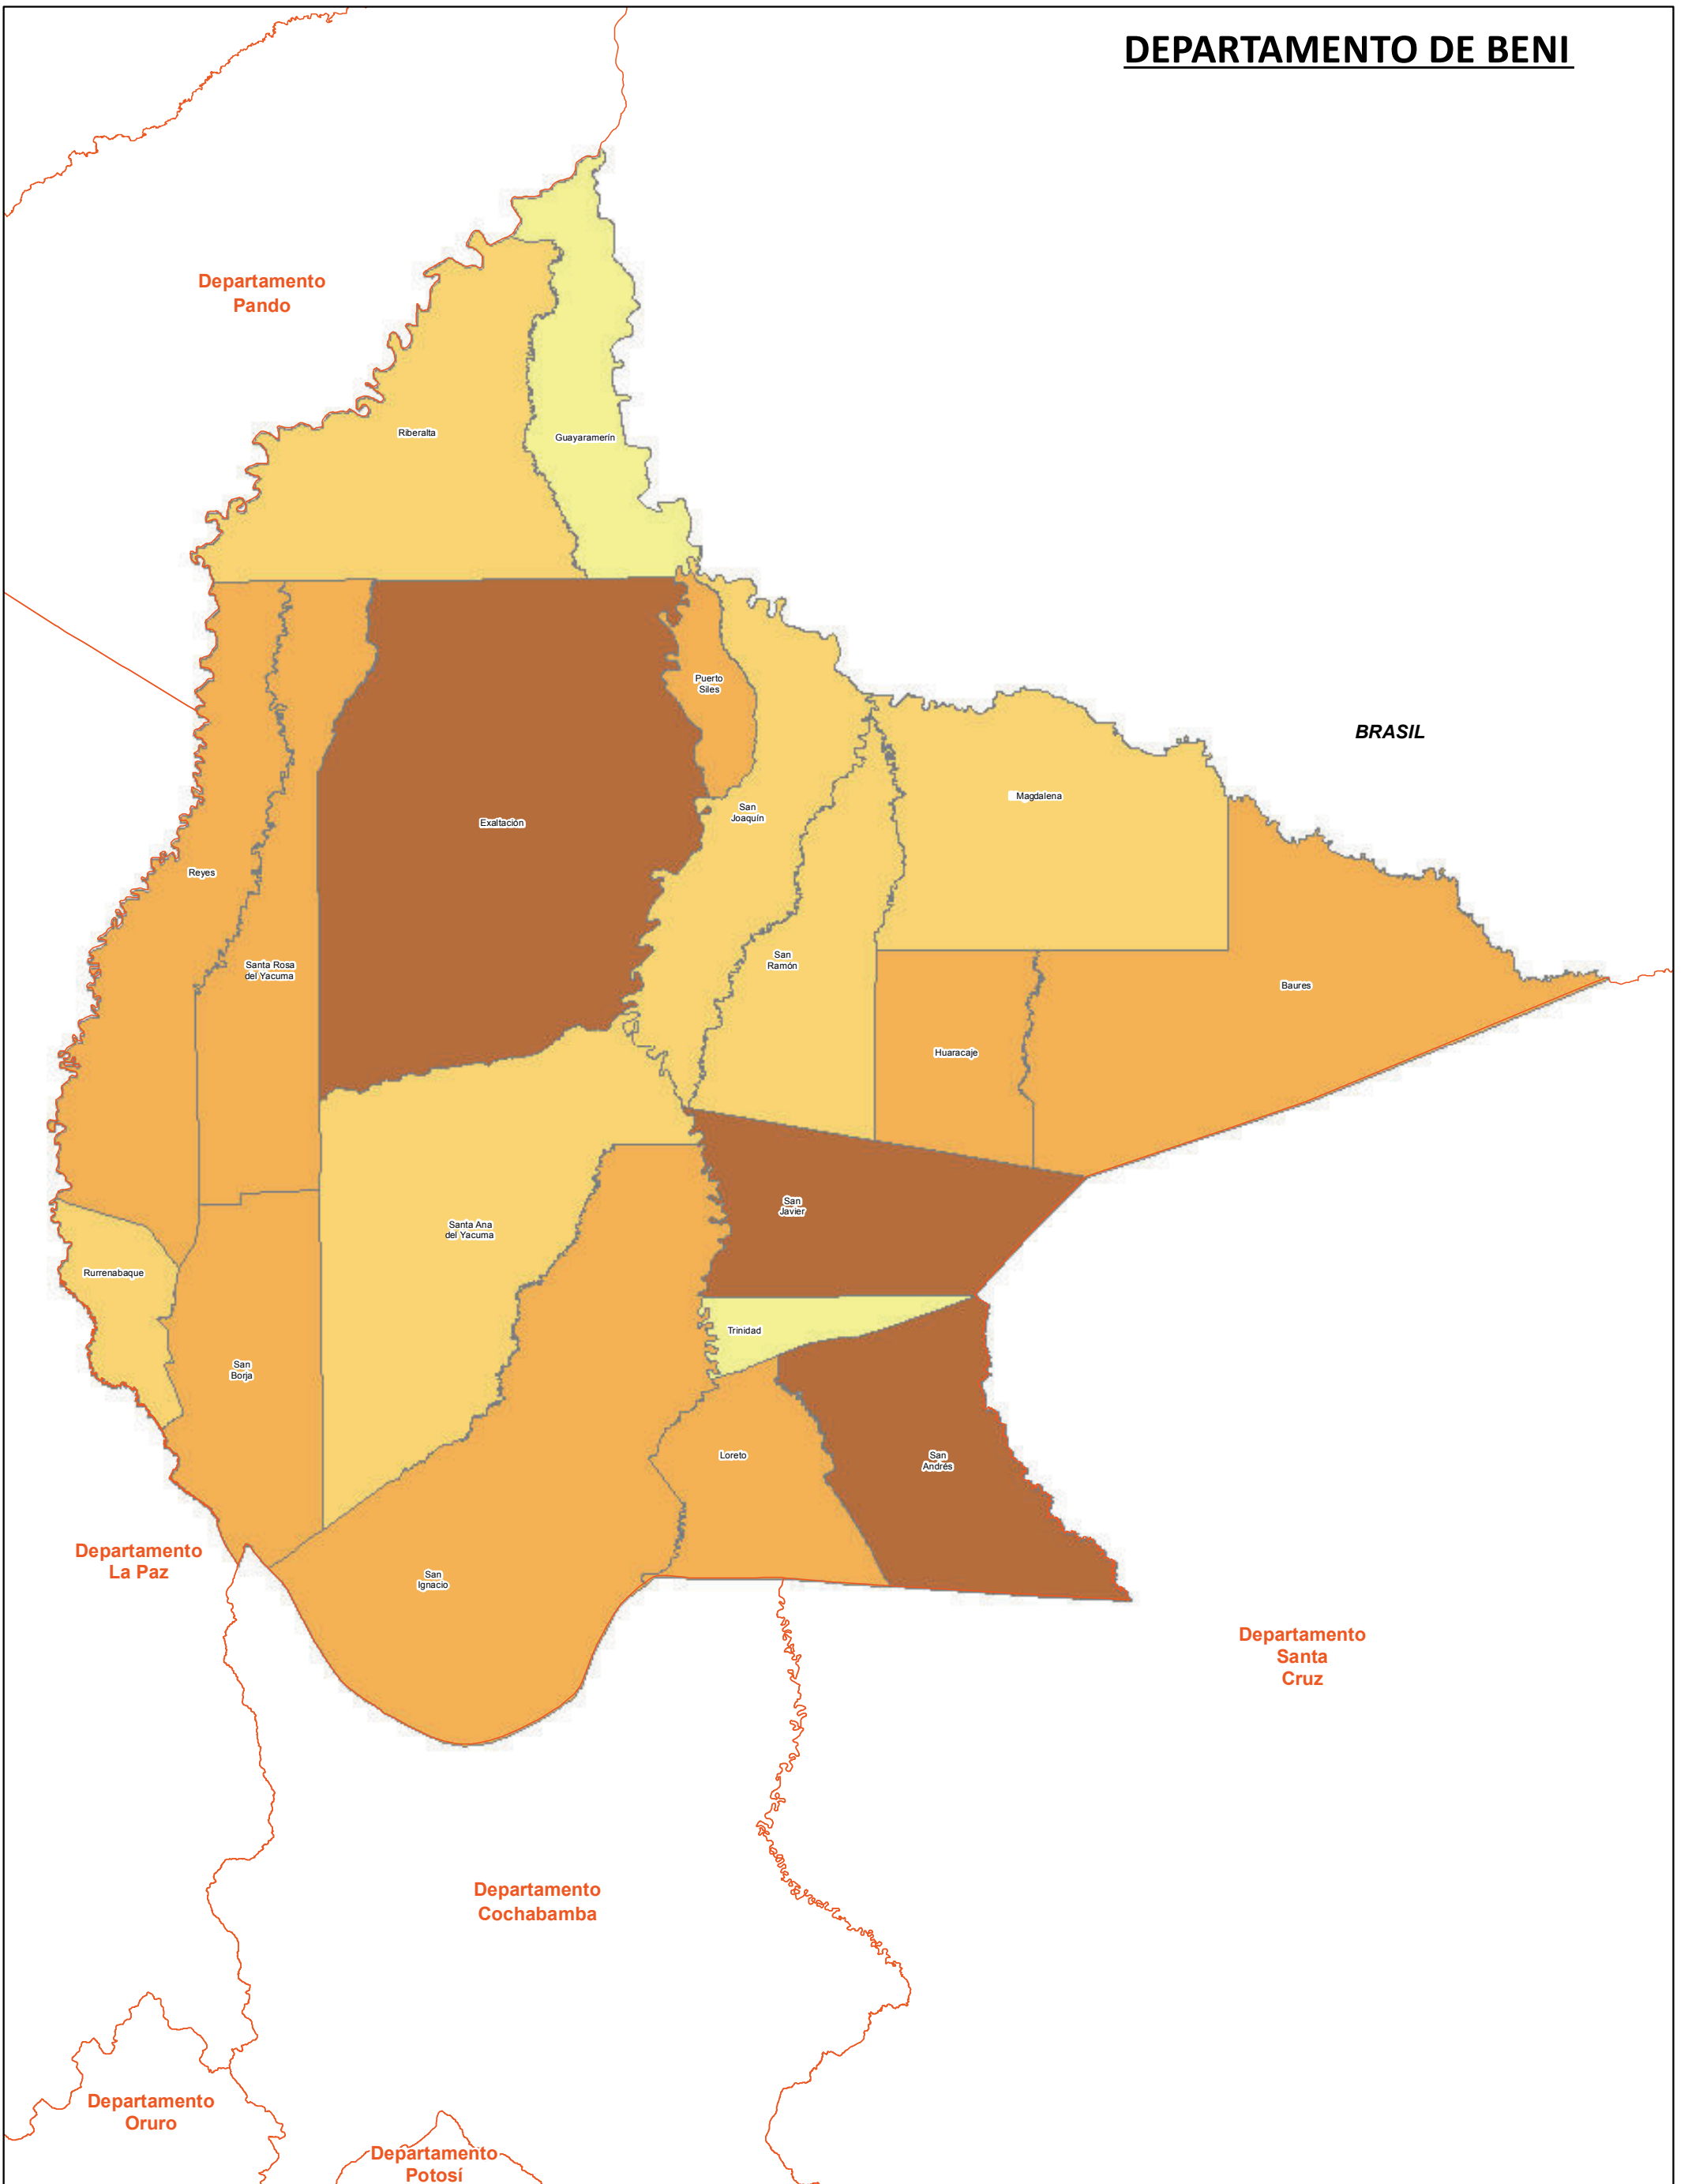 DEPARTAMENTO DE BENI
Departamento
Pando
Riberalta
Guayaramerín
Puerto
Siles
BRASIL
Magdalena
San
Joaquín
Exaltación
Reyes
San
Ramón
Santa Rosa
del Yacuma
Baures
Huaracaje
San
Javier
Santa Ana
del Yacuma
Rurrenabaque
Trinidad
San
Borja
Loreto
San
Andrés
Departamento
La Paz
San
Ignacio
Departamento
Santa
Cruz
Departamento
Cochabamba
Departamento
Oruro
Departamento
Potosí